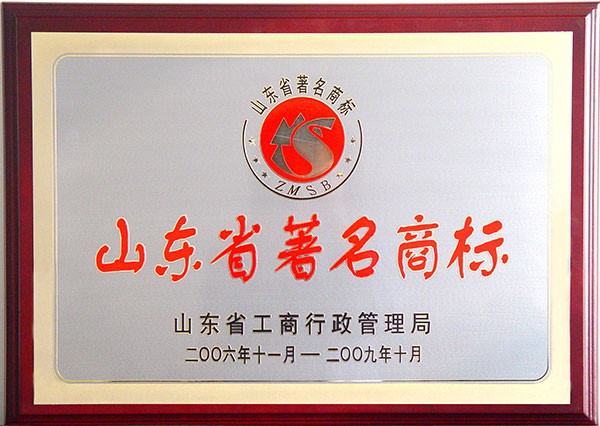 山东省著名商标
ZMSB
山东省著名商标
山东省工商行政管理局
二〇〇六年十一月—二〇〇九年十月